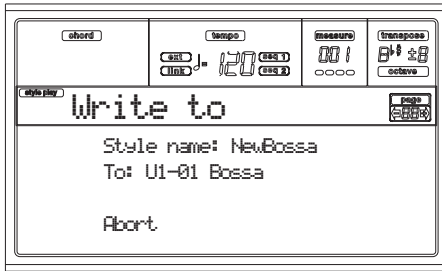 chord tempo measure transpose
ext link ♩= 120 seq 1 seq 2 001 B♭♮ ±8
octave
style play Write to page 88
Style name: NewBossa
To: U1-01 Bossa
Abort